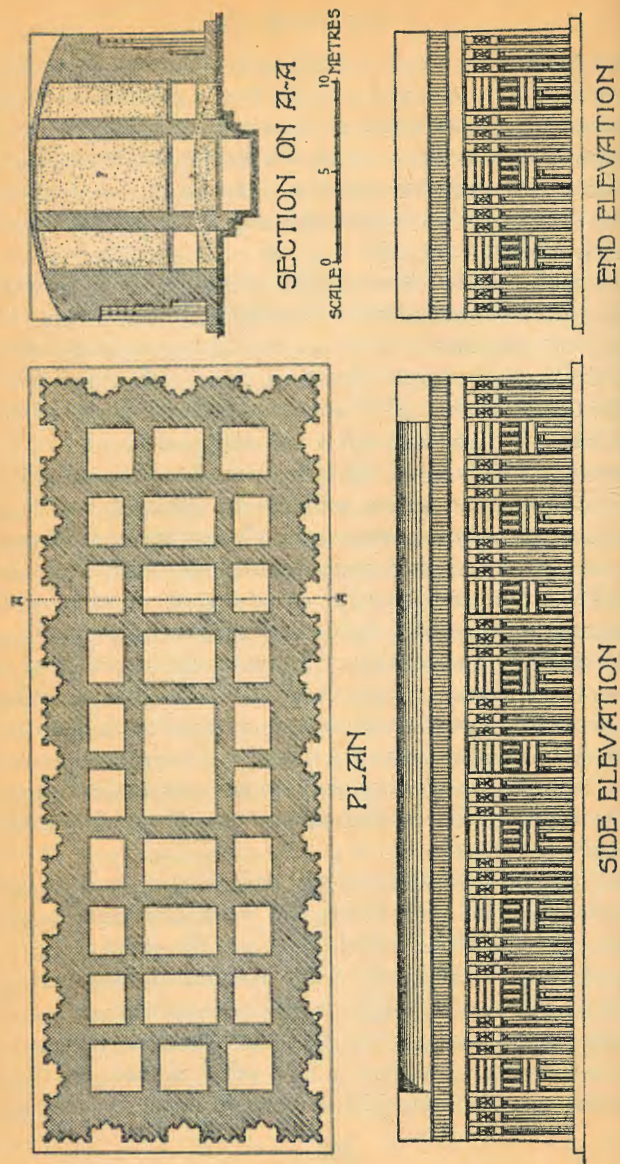 SECTION ON A-A
SCALE 0 5 10 METRES
A
A
PLAN
END ELEVATION
SIDE ELEVATION
?